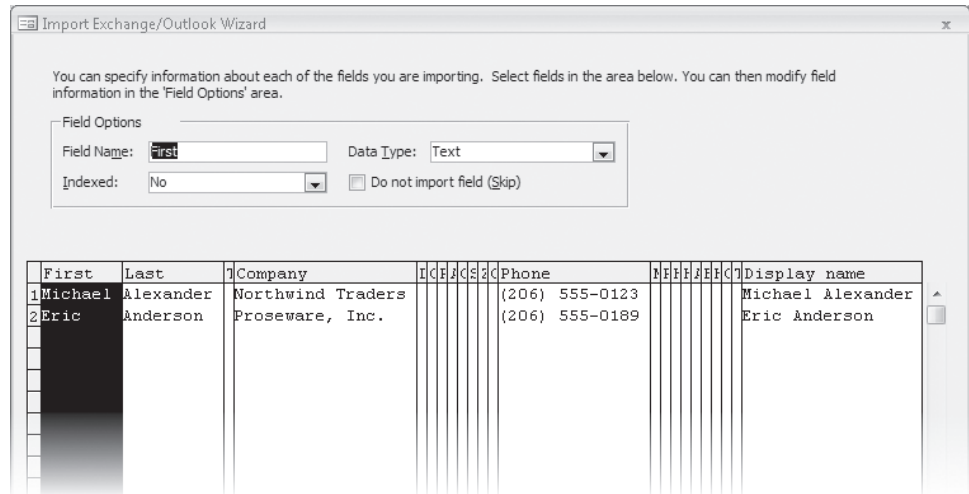 Import Exchange/Outlook Wizard x
You can specify information about each of the fields you are importing. Select fields in the area below. You can then modify field
information in the 'Field Options' area.
Field Options
Field Name: First Data Type: Text
Indexed: No Do not import field (Skip)
First Last Company Phone Display name
1 Michael Alexander Northwind Traders (206) 555-0123 Michael Alexander
2 Eric Anderson Proseware, Inc. (206) 555-0189 Eric Anderson